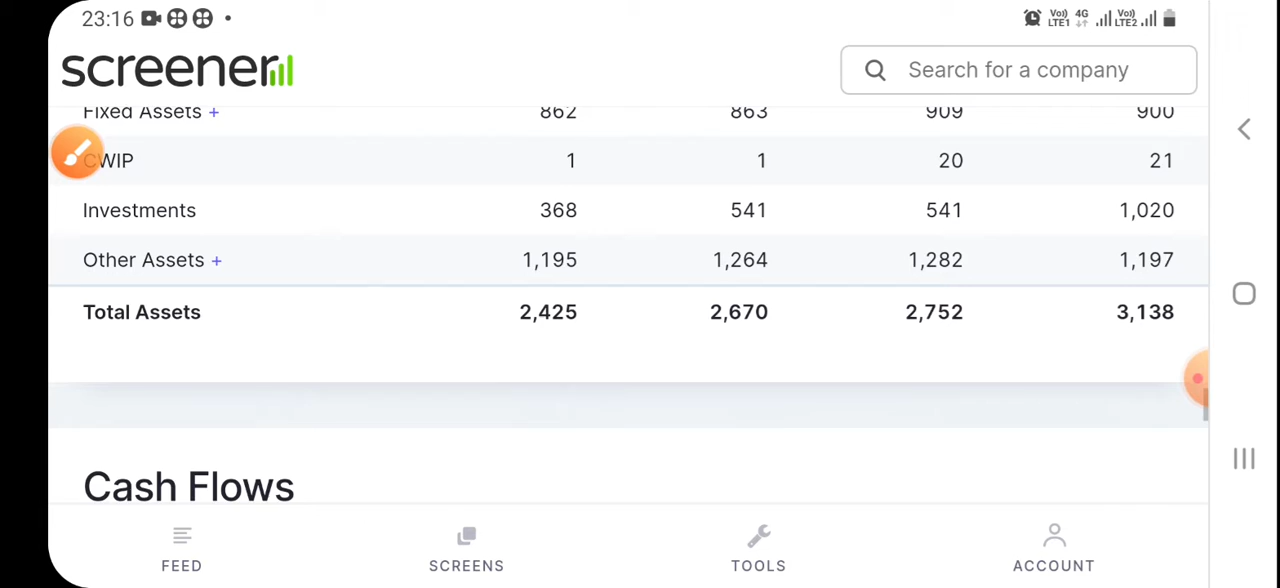 23:16 Vo)) LTE1 4G Vo)) LTE2
screener Search for a company
Fixed Assets + 862 863 909 900
CWIP 1 1 20 21
Investments 368 541 541 1,020
Other Assets + 1,195 1,264 1,282 1,197
Total Assets 2,425 2,670 2,752 3,138
Cash Flows
FEED SCREENS TOOLS ACCOUNT